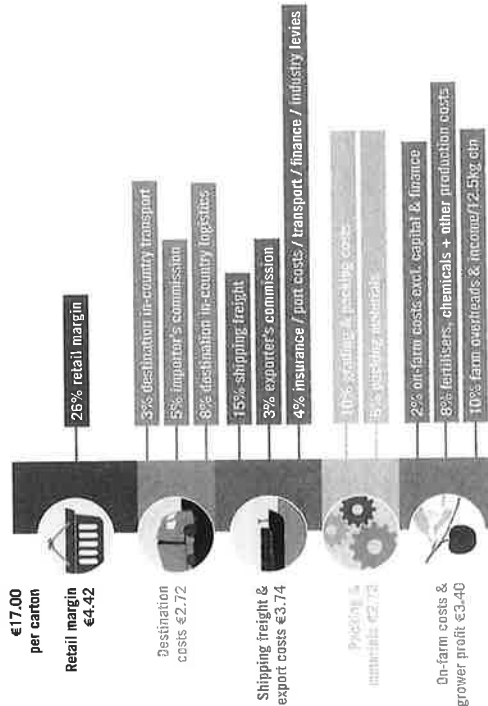 €17.00
per carton
Retail margin
€4.42
26% retail margin
Destination
costs €2.72
3% destination in-country transport
5% importer's commission
8% destination in-country logistics
Shipping freight &
export costs €3.74
15% shipping freight
3% exporter's commission
4% insurance / port costs / transport / finance / industry levies
Packing &
materials €2.72
10% grading & packing costs
6% packing materials
On-farm costs &
grower profit €3.40
2% on-farm costs excl. capital & finance
8% fertilisers, chemicals + other production costs
10% farm overheads & income/12.5kg ctn